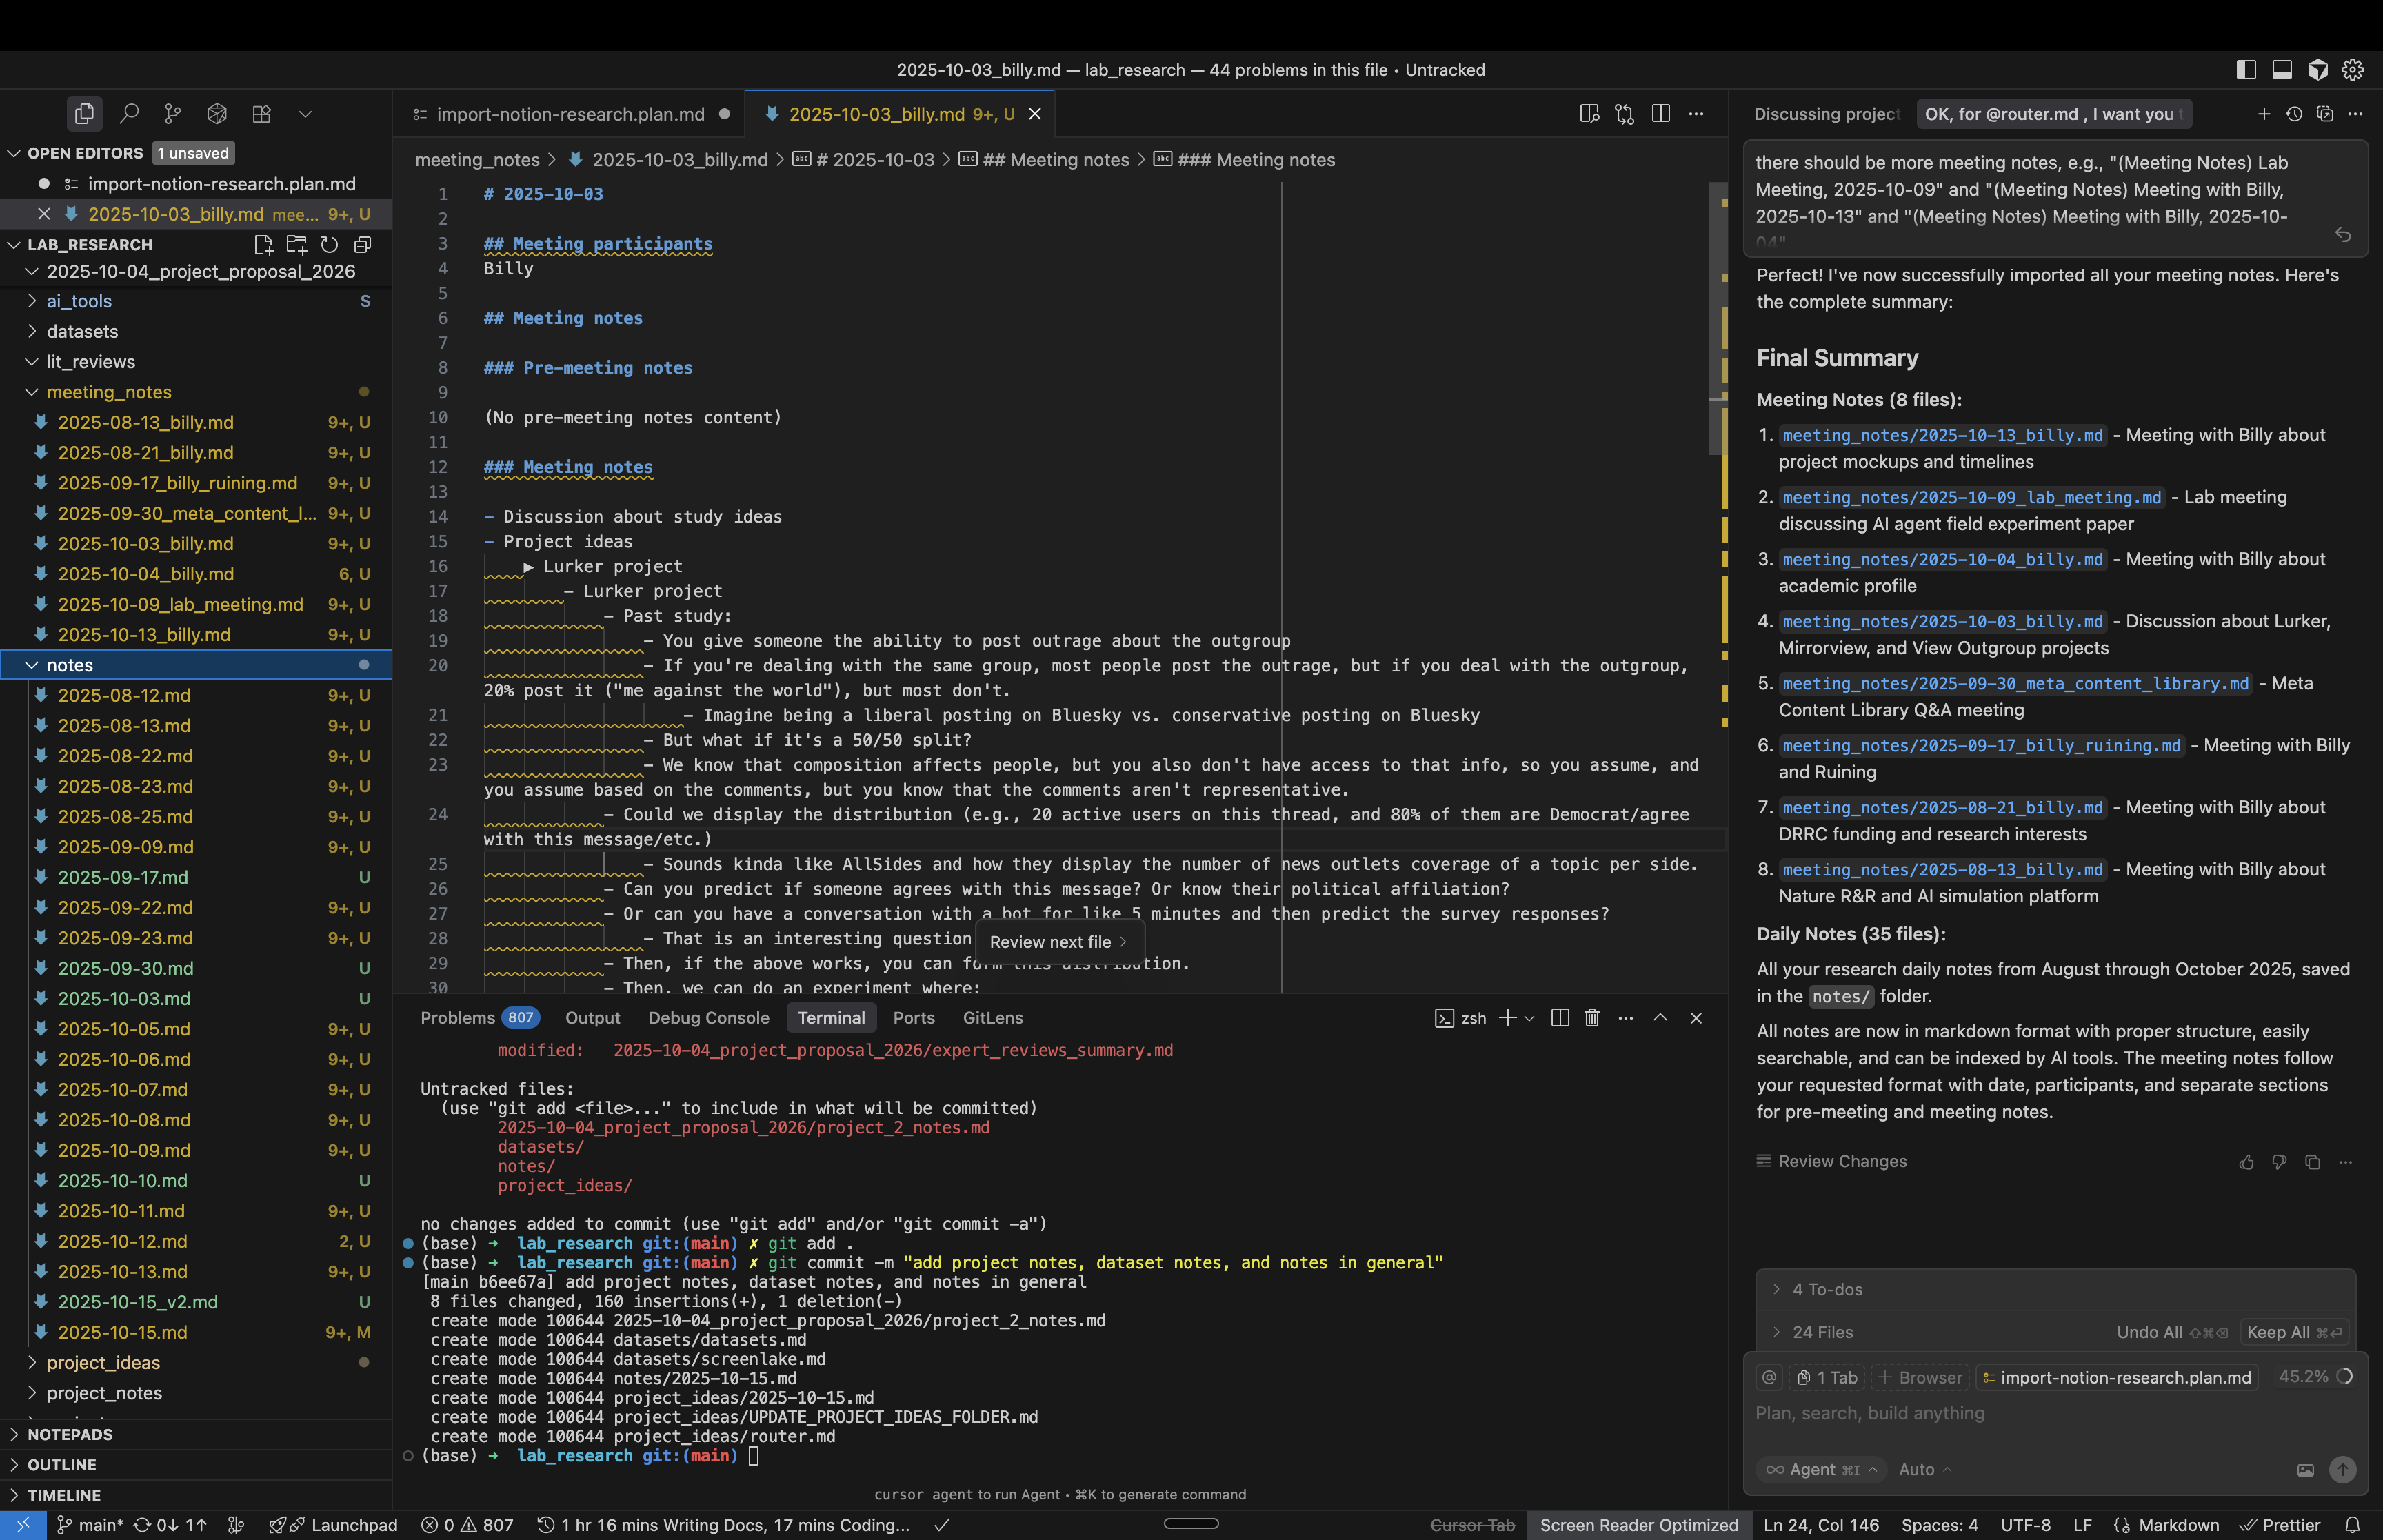 2025-10-03_billy.md — lab_research — 44 problems in this file • Untracked
OPEN EDITORS 1 unsaved
import-notion-research.plan.md
2025-10-03_billy.md mee... 9+, U
LAB_RESEARCH
2025-10-04_project_proposal_2026
ai_tools S
datasets
lit_reviews
meeting_notes
2025-08-13_billy.md 9+, U
2025-08-21_billy.md 9+, U
2025-09-17_billy_ruining.md 9+, U
2025-09-30_meta_content_l... 9+, U
2025-10-03_billy.md 9+, U
2025-10-04_billy.md 6, U
2025-10-09_lab_meeting.md 9+, U
2025-10-13_billy.md 9+, U
notes
2025-08-12.md 9+, U
2025-08-13.md 9+, U
2025-08-22.md 9+, U
2025-08-23.md 9+, U
2025-08-25.md 9+, U
2025-09-09.md 9+, U
2025-09-17.md U
2025-09-22.md 9+, U
2025-09-23.md 9+, U
2025-09-30.md U
2025-10-03.md U
2025-10-05.md 9+, U
2025-10-06.md 9+, U
2025-10-07.md 9+, U
2025-10-08.md 9+, U
2025-10-09.md 9+, U
2025-10-10.md U
2025-10-11.md 9+, U
2025-10-12.md 2, U
2025-10-13.md 9+, U
2025-10-15_v2.md U
2025-10-15.md 9+, M
project_ideas
project_notes
NOTEPADS
OUTLINE
TIMELINE
import-notion-research.plan.md
2025-10-03_billy.md 9+, U
meeting_notes > 2025-10-03_billy.md > # 2025-10-03 > ## Meeting notes > ### Meeting notes
1 # 2025-10-03
2
3 ## Meeting participants
4 Billy
5
6 ## Meeting notes
7
8 ### Pre-meeting notes
9
10 (No pre-meeting notes content)
11
12 ### Meeting notes
13
14 - Discussion about study ideas
15 - Project ideas
16 ▶ Lurker project
17 - Lurker project
18 - Past study:
19 - You give someone the ability to post outrage about the outgroup
20 - If you're dealing with the same group, most people post the outrage, but if you deal with the outgroup,
20% post it ("me against the world"), but most don't.
21 - Imagine being a liberal posting on Bluesky vs. conservative posting on Bluesky
22 - But what if it's a 50/50 split?
23 - We know that composition affects people, but you also don't have access to that info, so you assume, and
you assume based on the comments, but you know that the comments aren't representative.
24 - Could we display the distribution (e.g., 20 active users on this thread, and 80% of them are Democrat/agree
with this message/etc.)
25 - Sounds kinda like AllSides and how they display the number of news outlets coverage of a topic per side.
26 - Can you predict if someone agrees with this message? Or know their political affiliation?
27 - Or can you have a conversation with a bot for like 5 minutes and then predict the survey responses?
28 - That is an interesting question
29 - Then, if the above works, you can form this distribution.
30 - Then, we can do an experiment where:
Review next file >
Problems 807 Output Debug Console Terminal Ports GitLens
zsh
modified: 2025-10-04_project_proposal_2026/expert_reviews_summary.md
Untracked files:
(use "git add <file>..." to include in what will be committed)
2025-10-04_project_proposal_2026/project_2_notes.md
datasets/
notes/
project_ideas/
no changes added to commit (use "git add" and/or "git commit -a")
(base) ➜ lab_research git:(main) ✗ git add .
(base) ➜ lab_research git:(main) ✗ git commit -m "add project notes, dataset notes, and notes in general"
[main b6ee67a] add project notes, dataset notes, and notes in general
8 files changed, 160 insertions(+), 1 deletion(-)
create mode 100644 2025-10-04_project_proposal_2026/project_2_notes.md
create mode 100644 datasets/datasets.md
create mode 100644 datasets/screenlake.md
create mode 100644 notes/2025-10-15.md
create mode 100644 project_ideas/2025-10-15.md
create mode 100644 project_ideas/UPDATE_PROJECT_IDEAS_FOLDER.md
create mode 100644 project_ideas/router.md
(base) ➜ lab_research git:(main)
cursor agent to run Agent • ⌘K to generate command
Discussing project
OK, for @router.md , I want you
there should be more meeting notes, e.g., "(Meeting Notes) Lab
Meeting, 2025-10-09" and "(Meeting Notes) Meeting with Billy,
2025-10-13" and "(Meeting Notes) Meeting with Billy, 2025-10-
04"
Perfect! I've now successfully imported all your meeting notes. Here's
the complete summary:
Final Summary
Meeting Notes (8 files):
1. meeting_notes/2025-10-13_billy.md - Meeting with Billy about
project mockups and timelines
2. meeting_notes/2025-10-09_lab_meeting.md - Lab meeting
discussing AI agent field experiment paper
3. meeting_notes/2025-10-04_billy.md - Meeting with Billy about
academic profile
4. meeting_notes/2025-10-03_billy.md - Discussion about Lurker,
Mirrorview, and View Outgroup projects
5. meeting_notes/2025-09-30_meta_content_library.md - Meta
Content Library Q&A meeting
6. meeting_notes/2025-09-17_billy_ruining.md - Meeting with Billy
and Ruining
7. meeting_notes/2025-08-21_billy.md - Meeting with Billy about
DRRC funding and research interests
8. meeting_notes/2025-08-13_billy.md - Meeting with Billy about
Nature R&R and AI simulation platform
Daily Notes (35 files):
All your research daily notes from August through October 2025, saved
in the notes/ folder.
All notes are now in markdown format with proper structure, easily
searchable, and can be indexed by AI tools. The meeting notes follow
your requested format with date, participants, and separate sections
for pre-meeting and meeting notes.
Review Changes
4 To-dos
24 Files Undo All ⇧⌘⌫ Keep All ⌘⏎
@ 1 Tab + Browser import-notion-research.plan.md 45.2%
Plan, search, build anything
∞ Agent ⌘I Auto
main* 0↓ 1↑ Launchpad 0 807 1 hr 16 mins Writing Docs, 17 mins Coding...
Cursor Tab Screen Reader Optimized Ln 24, Col 146 Spaces: 4 UTF-8 LF {} Markdown Prettier